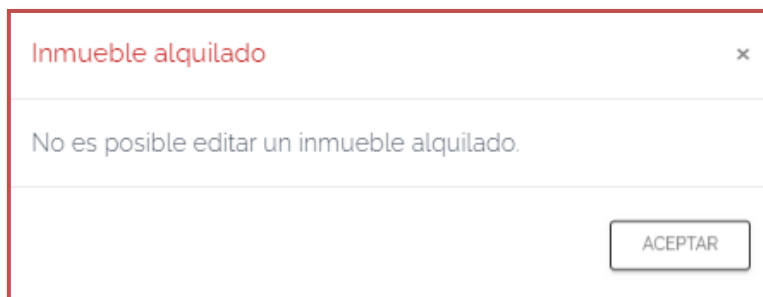 Inmueble alquilado ×
No es posible editar un inmueble alquilado.
ACEPTAR